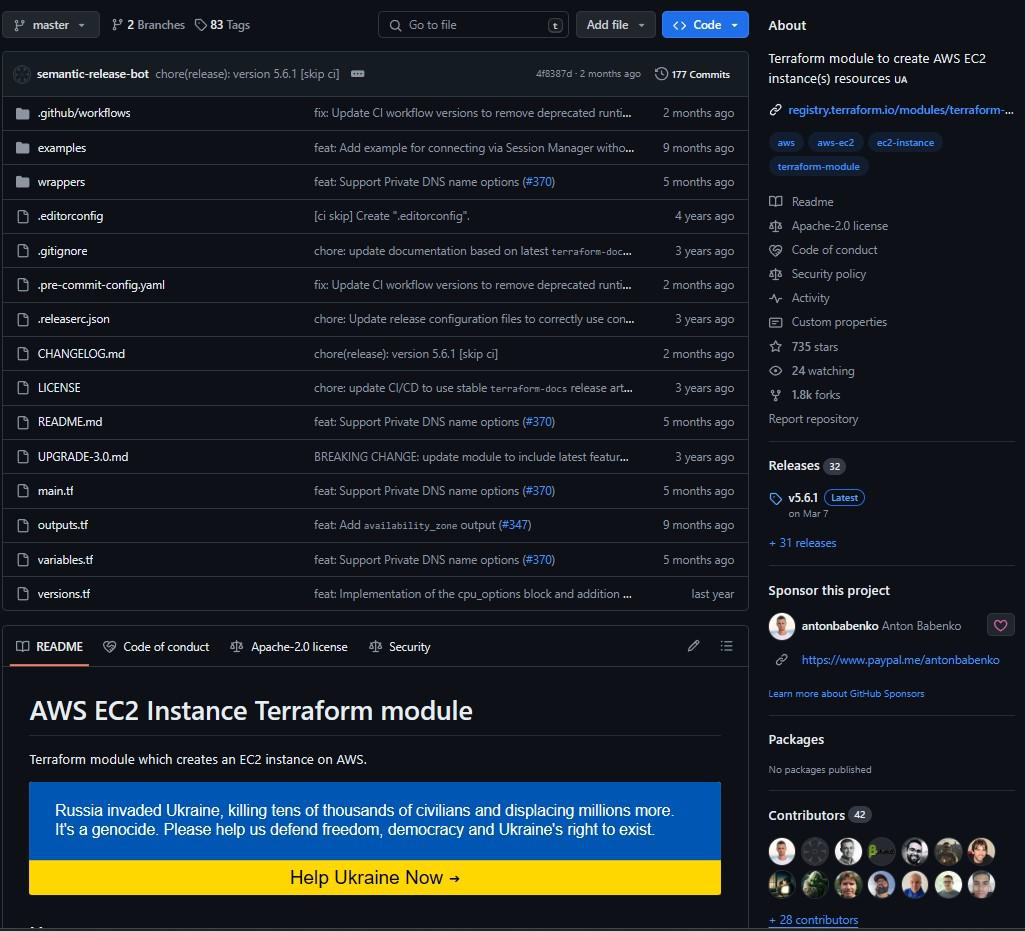 master 2 Branches 83 Tags Go to file t Add file Code
semantic-release-bot chore(release): version 5.6.1 [skip ci] 4f8387d · 2 months ago 177 Commits
.github/workflows fix: Update CI workflow versions to remove deprecated runti... 2 months ago
examples feat: Add example for connecting via Session Manager witho... 9 months ago
wrappers feat: Support Private DNS name options (#370) 5 months ago
.editorconfig [ci skip] Create ".editorconfig". 4 years ago
.gitignore chore: update documentation based on latest terraform-doc... 3 years ago
.pre-commit-config.yaml fix: Update CI workflow versions to remove deprecated runti... 2 months ago
.releaserc.json chore: Update release configuration files to correctly use con... 3 years ago
CHANGELOG.md chore(release): version 5.6.1 [skip ci] 2 months ago
LICENSE chore: update CI/CD to use stable terraform-docs release art... 3 years ago
README.md feat: Support Private DNS name options (#370) 5 months ago
UPGRADE-3.0.md BREAKING CHANGE: update module to include latest featur... 3 years ago
main.tf feat: Support Private DNS name options (#370) 5 months ago
outputs.tf feat: Add availability_zone output (#347) 9 months ago
variables.tf feat: Support Private DNS name options (#370) 5 months ago
versions.tf feat: Implementation of the cpu_options block and addition ... last year
README Code of conduct Apache-2.0 license Security
AWS EC2 Instance Terraform module
Terraform module which creates an EC2 instance on AWS.
Russia invaded Ukraine, killing tens of thousands of civilians and displacing millions more.
It's a genocide. Please help us defend freedom, democracy and Ukraine's right to exist.
Help Ukraine Now →
About
Terraform module to create AWS EC2
instance(s) resources UA
registry.terraform.io/modules/terraform-...
aws aws-ec2 ec2-instance
terraform-module
Readme
Apache-2.0 license
Code of conduct
Security policy
Activity
Custom properties
735 stars
24 watching
1.8k forks
Report repository
Releases 32
v5.6.1 Latest
on Mar 7
+ 31 releases
Sponsor this project
antonbabenko Anton Babenko
https://www.paypal.me/antonbabenko
Learn more about GitHub Sponsors
Packages
No packages published
Contributors 42
+ 28 contributors